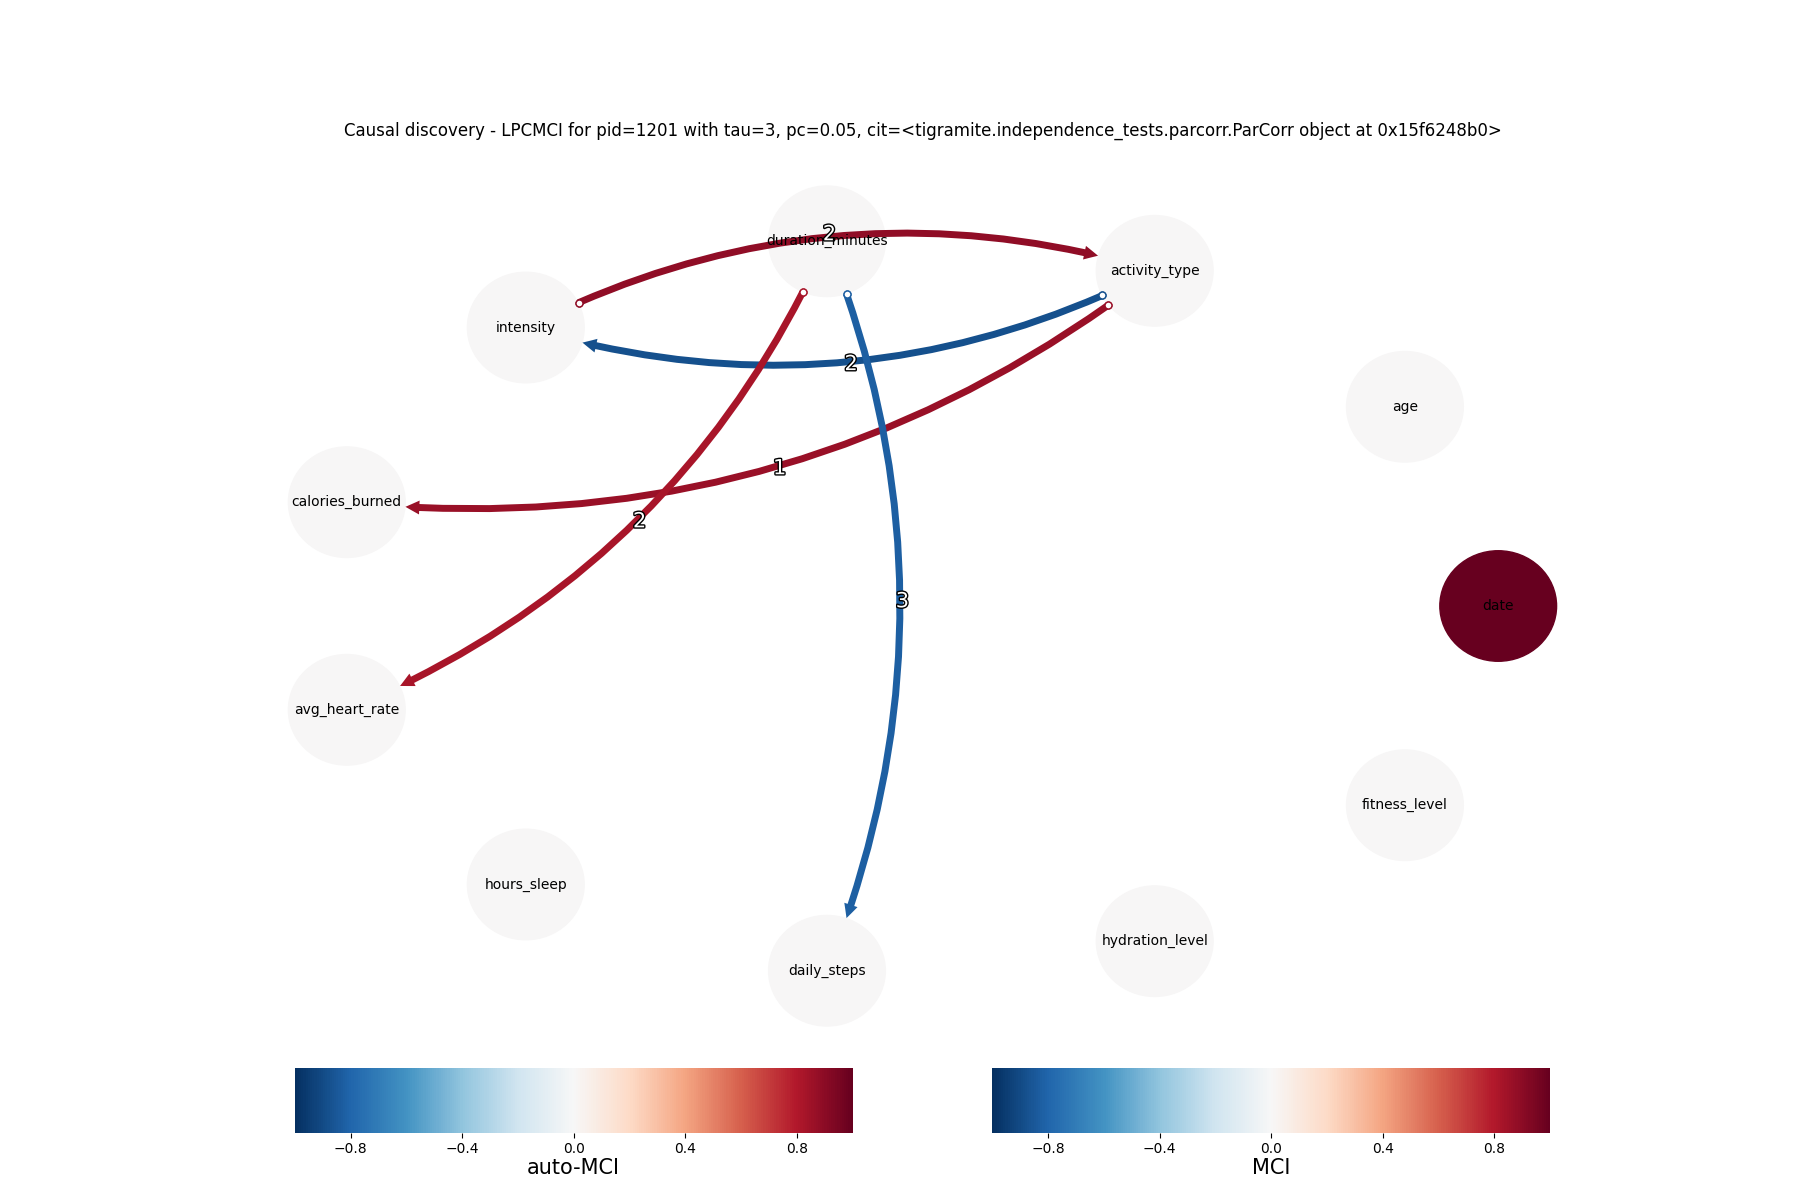 Causal discovery - LPCMCI for pid=1201 with tau=3, pc=0.05, cit=<tigramite.independence_tests.parcorr.ParCorr object at 0x15f6248b0>
2
duration_minutes
activity_type
intensity
2
age
1
calories_burned
2
3
date
avg_heart_rate
fitness_level
hours_sleep
hydration_level
daily_steps
−0.8 −0.4 0.0 0.4 0.8
auto-MCI
−0.8 −0.4 0.0 0.4 0.8
MCI